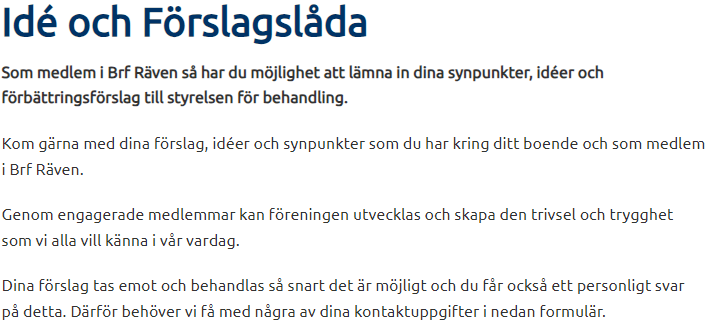 Idé och Förslagslåda
Som medlem i Brf Räven så har du möjlighet att lämna in dina synpunkter, idéer och
förbättringsförslag till styrelsen för behandling.
Kom gärna med dina förslag, idéer och synpunkter som du har kring ditt boende och som medlem
i Brf Räven.
Genom engagerade medlemmar kan föreningen utvecklas och skapa den trivsel och trygghet
som vi alla vill känna i vår vardag.
Dina förslag tas emot och behandlas så snart det är möjligt och du får också ett personligt svar
på detta. Därför behöver vi få med några av dina kontaktuppgifter i nedan formulär.